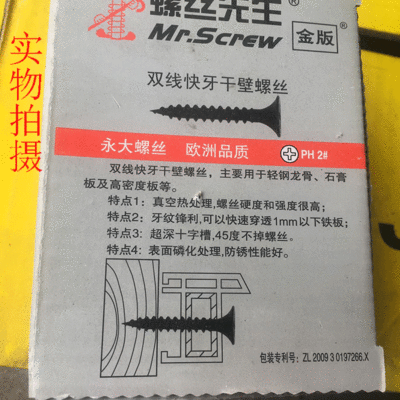 螺丝先生®
Mr.Screw®
金版
双线快牙干壁螺丝
永大螺丝 欧洲品质
PH 2#
双线快牙干壁螺丝，主要用于轻钢龙骨、石膏
板及高密度板等。
特点1：真空热处理，螺丝硬度和强度很高；
特点2：牙纹锋利，可以快速穿透1mm以下铁板；
特点3：超深十字槽，45度不掉螺丝。
特点4：表面磷化处理，防锈性能好。
包装专利号：ZL 2009 3 0197266.X
实物拍摄